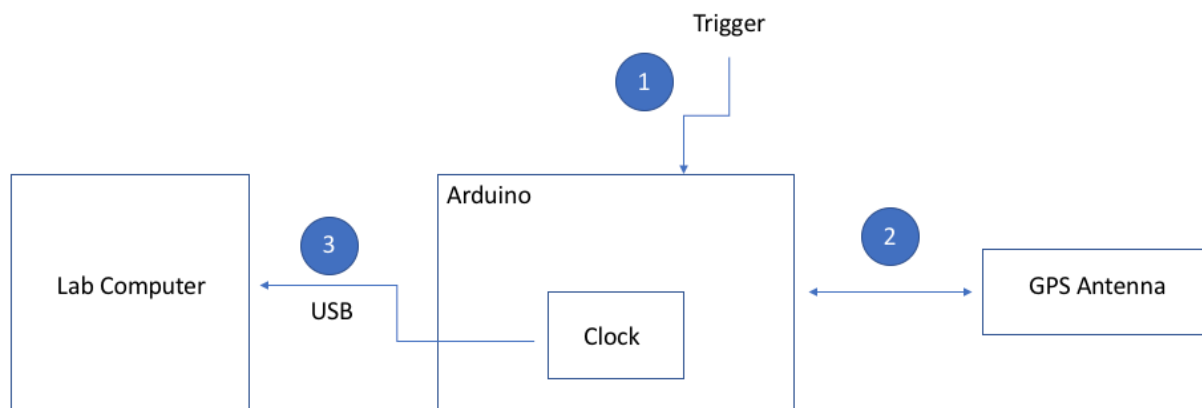 Trigger
1
Arduino
2
3
Lab Computer
GPS Antenna
USB
Clock